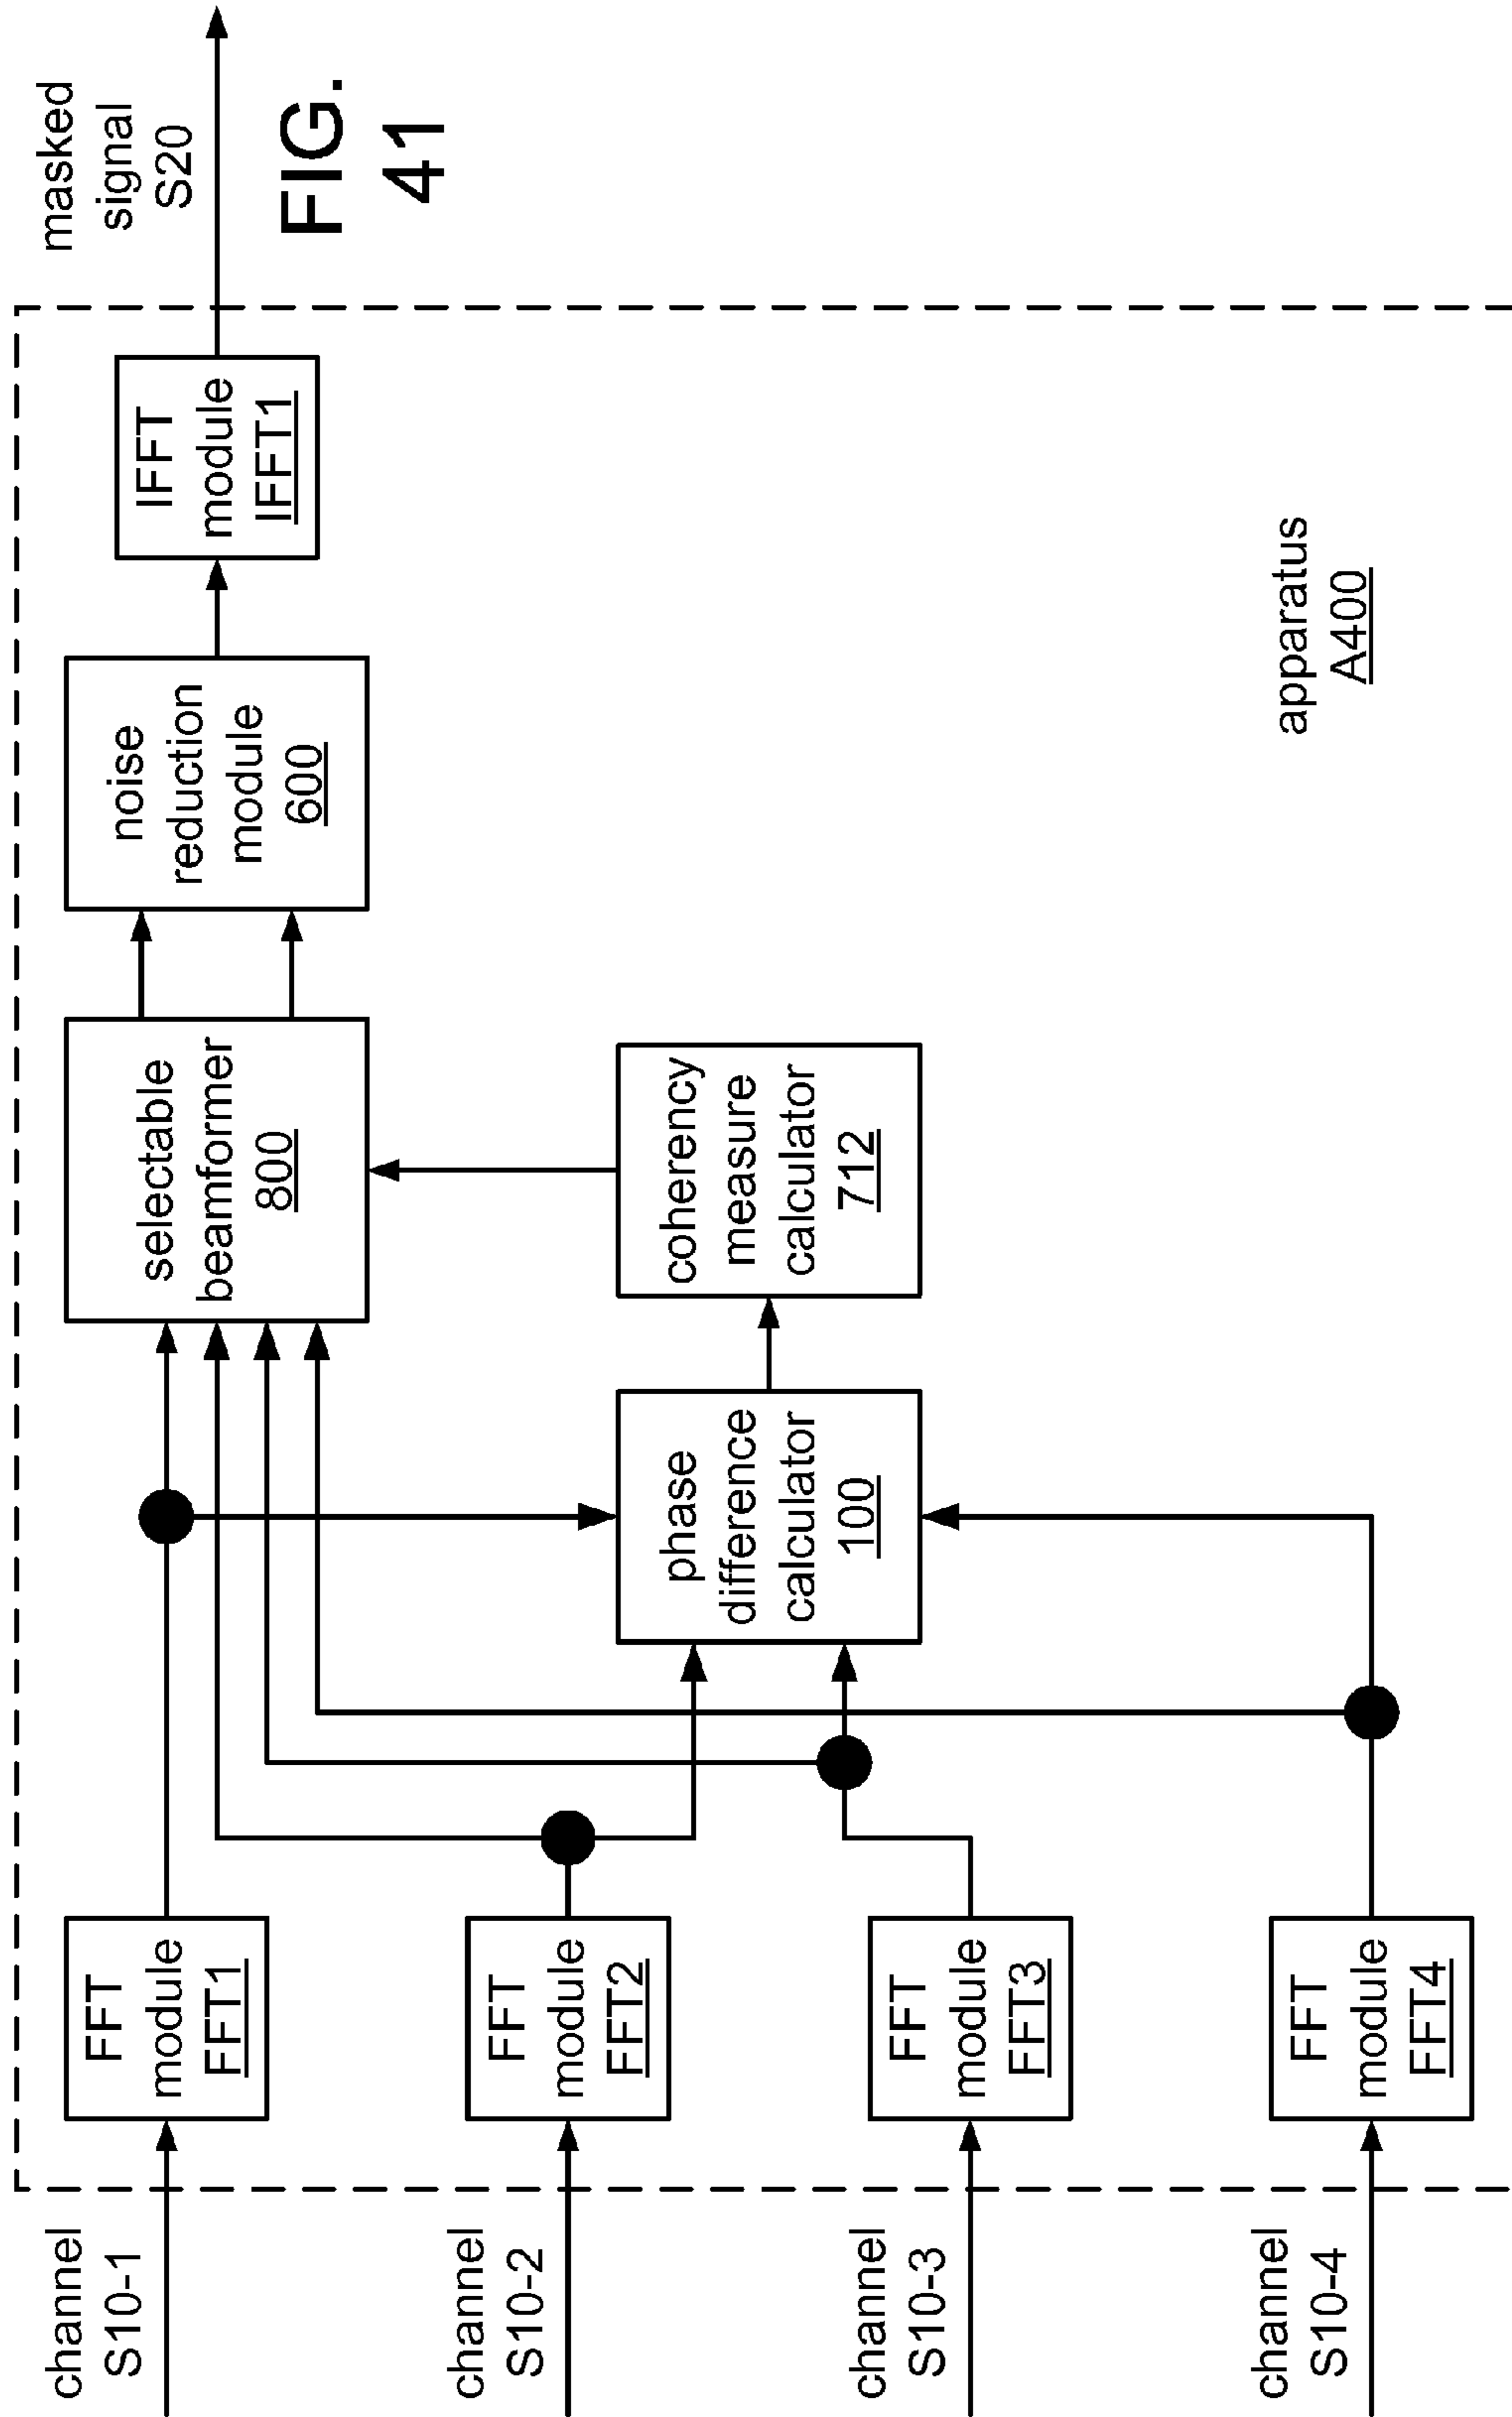 channel
S10-1
FFT
module
FFT1
selectable
beamformer
800
noise
reduction
module
600
IFFT
module
IFFT1
masked
signal
S20
FIG.
41
channel
S10-2
FFT
module
FFT2
phase
difference
calculator
100
coherency
measure
calculator
712
channel
S10-3
FFT
module
FFT3
channel
S10-4
FFT
module
FFT4
apparatus
A400